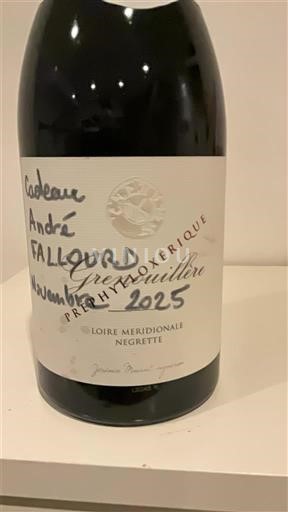 Cadeau
André
FALLOURD
Novembre 2025
Grenouillère
PREPHYLLOXERIQUE
LOIRE MERIDIONALE
NEGRETTE